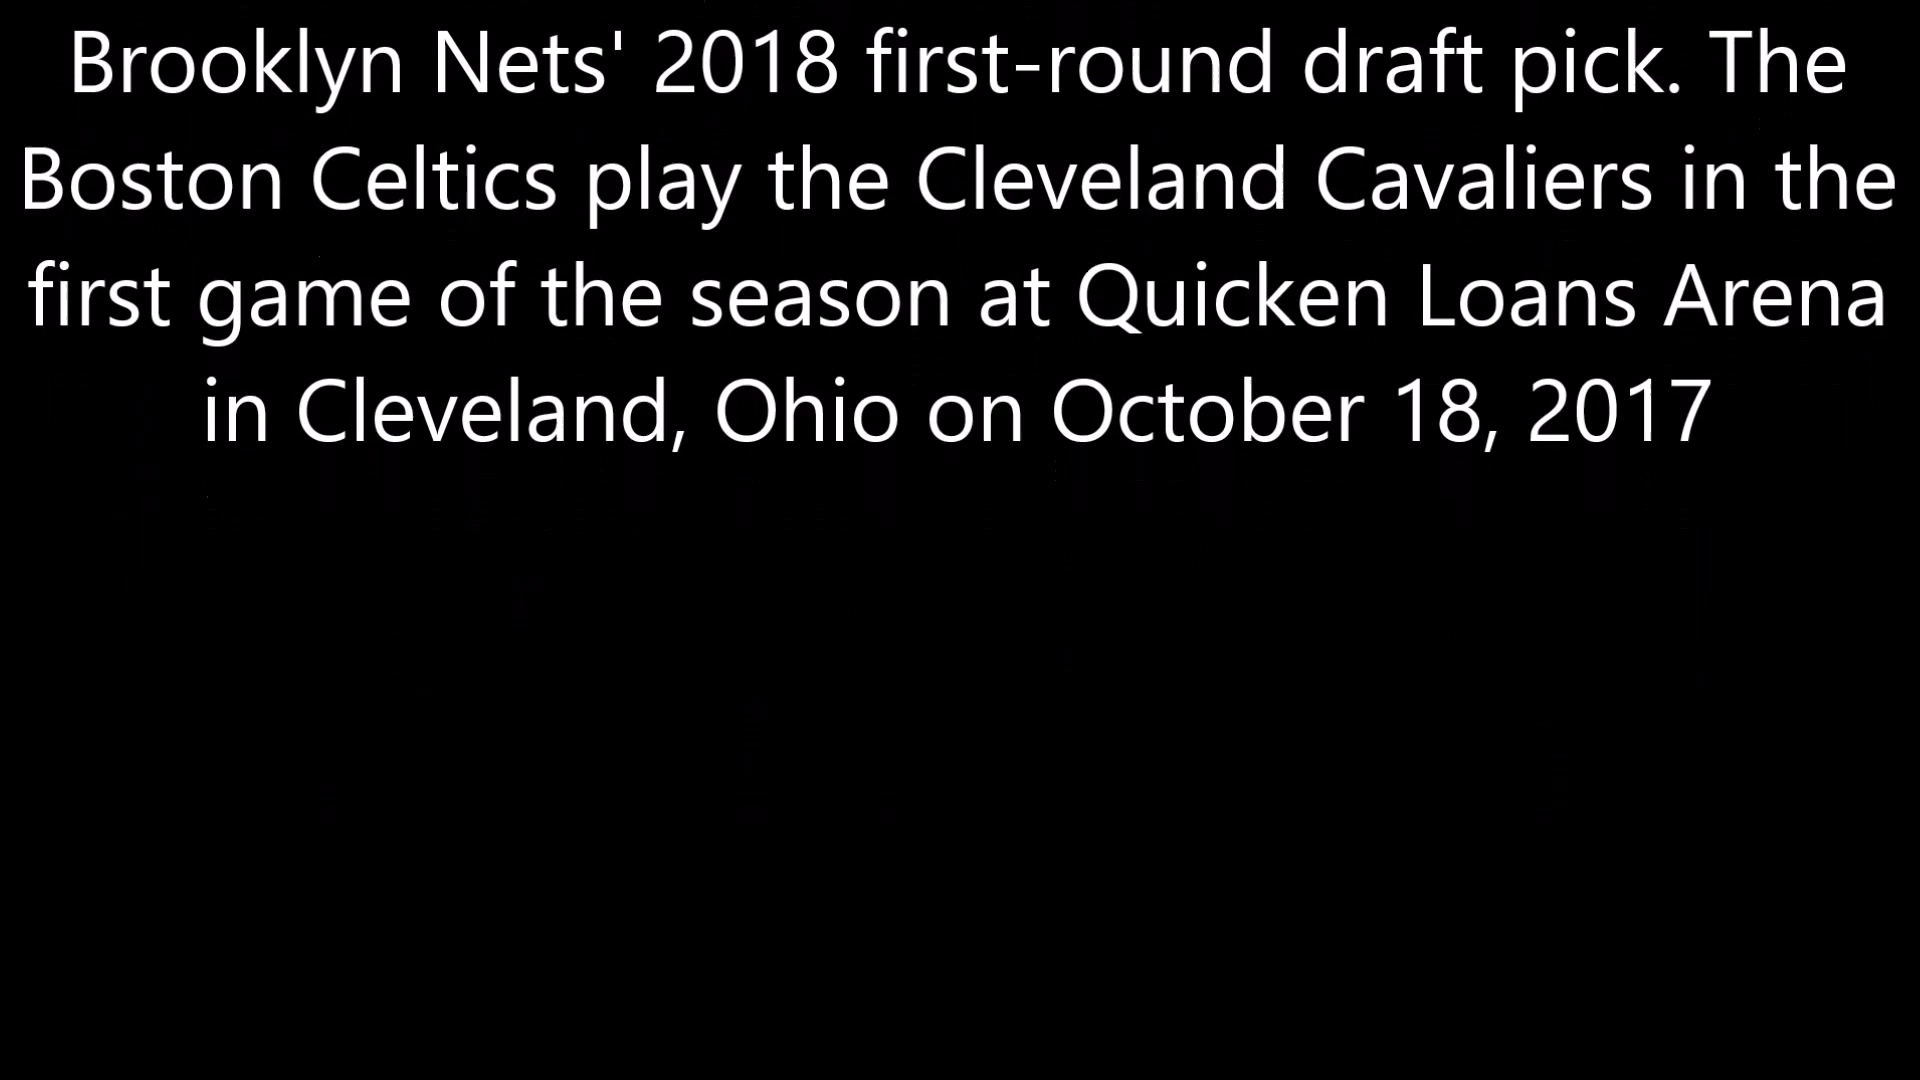 Brooklyn Nets' 2018 first-round draft pick. The
Boston Celtics play the Cleveland Cavaliers in the
first game of the season at Quicken Loans Arena
in Cleveland, Ohio on October 18, 2017